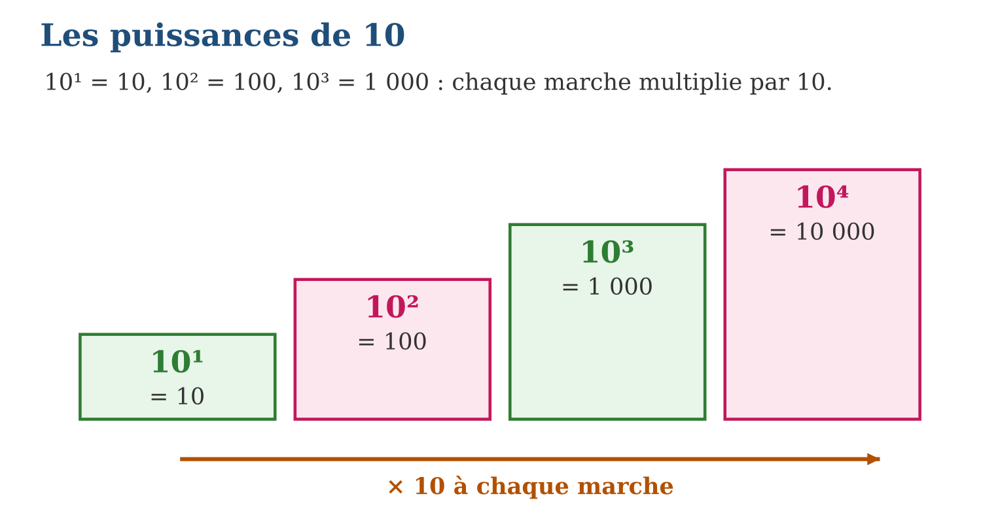 Les puissances de 10
10¹ = 10, 10² = 100, 10³ = 1 000 : chaque marche multiplie par 10.
10¹
= 10
10²
= 100
10³
= 1 000
10⁴
= 10 000
× 10 à chaque marche